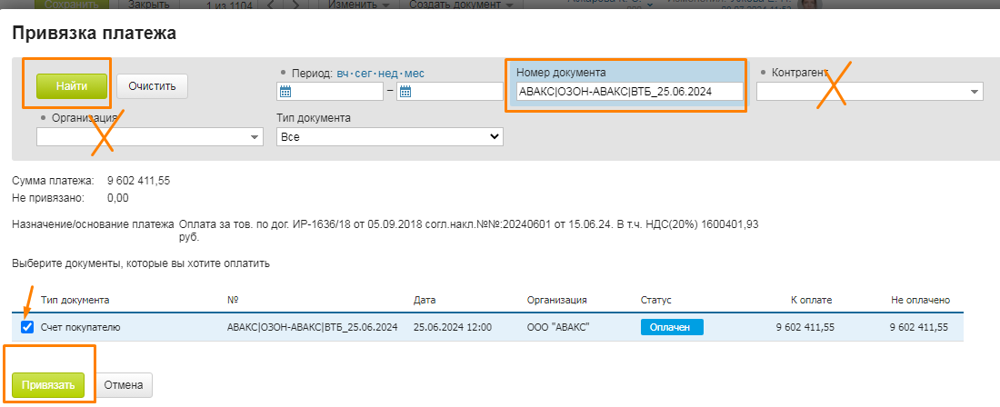 Сохранить Закрыть 1 из 1104 Изменить Создать документ
Привязка платежа
Найти Очистить Период: вч·сег·нед·мес Номер документа Контрагент
– АВАКС|ОЗОН-АВАКС|ВТБ_25.06.2024
Организация Тип документа
Все
Сумма платежа: 9 602 411,55
Не привязано: 0,00
Назначение/основание платежа Оплата за тов. по дог. ИР-1636/18 от 05.09.2018 согл.накл.№№:20240601 от 15.06.24. В т.ч. НДС(20%) 1600401,93
руб.
Выберите документы, которые вы хотите оплатить
Тип документа № Дата Организация Статус К оплате Не оплачено
Счет покупателю АВАКС|ОЗОН-АВАКС|ВТБ_25.06.2024 25.06.2024 12:00 ООО "АВАКС" Оплачен 9 602 411,55 9 602 411,55
Привязать Отмена